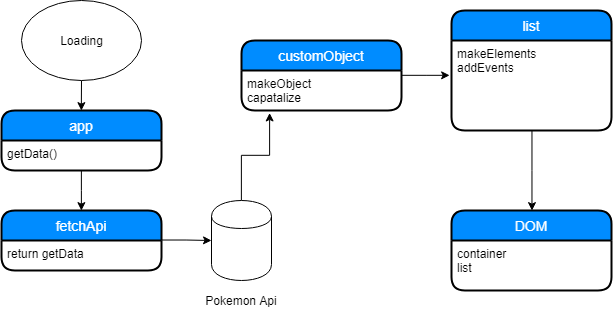 Loading
app
getData()
fetchApi
return getData
Pokemon Api
customObject
makeObject
capatalize
list
makeElements
addEvents
DOM
container
list